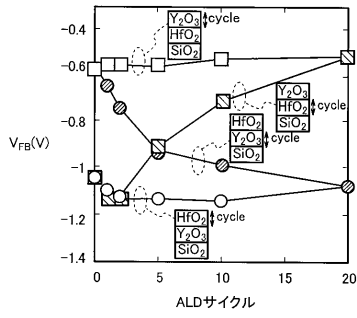 −0.4
−0.6
−0.8
−1
−1.2
−1.4
V_FB(V)
Y₂O₃ cycle
HfO₂
SiO₂
Y₂O₃
HfO₂ cycle
SiO₂
HfO₂
Y₂O₃ cycle
SiO₂
HfO₂ cycle
Y₂O₃
SiO₂
0 5 10 15 20
ALDサイクル